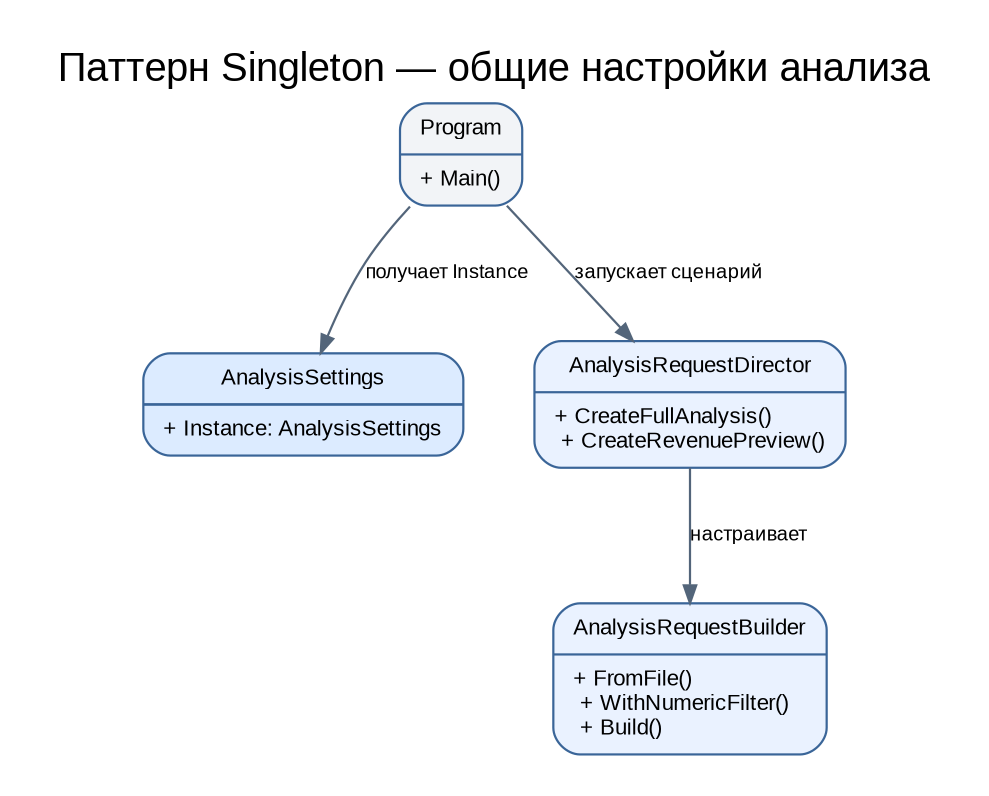 Паттерн Singleton — общие настройки анализа
Program
+ Main()
получает Instance
запускает сценарий
AnalysisSettings
+ Instance: AnalysisSettings
AnalysisRequestDirector
+ CreateFullAnalysis()
+ CreateRevenuePreview()
настраивает
AnalysisRequestBuilder
+ FromFile()
+ WithNumericFilter()
+ Build()